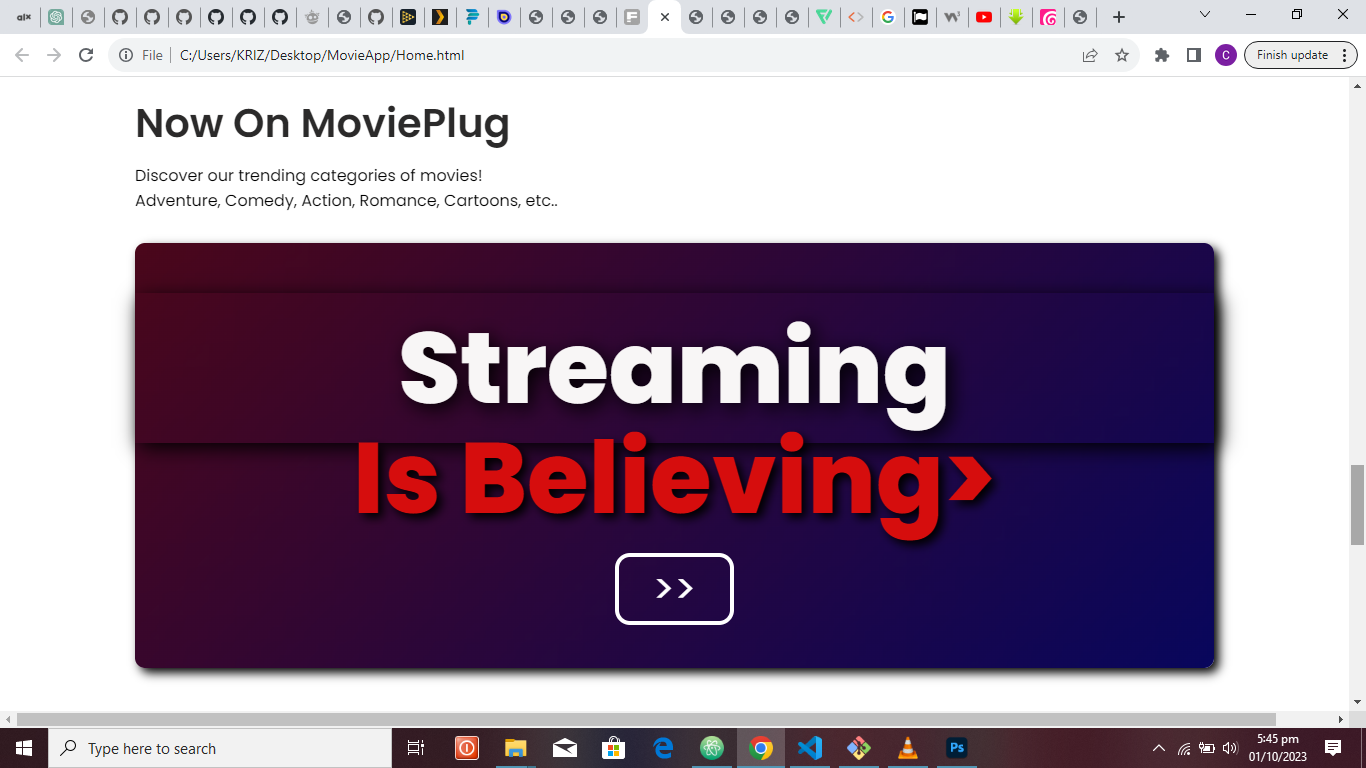 alx
File
C:/Users/KRIZ/Desktop/MovieApp/Home.html
C
Finish update
Now On MoviePlug
Discover our trending categories of movies!
Adventure, Comedy, Action, Romance, Cartoons, etc..
Streaming
Is Believing>
>>
Type here to search
Ps
5:45 pm
01/10/2023